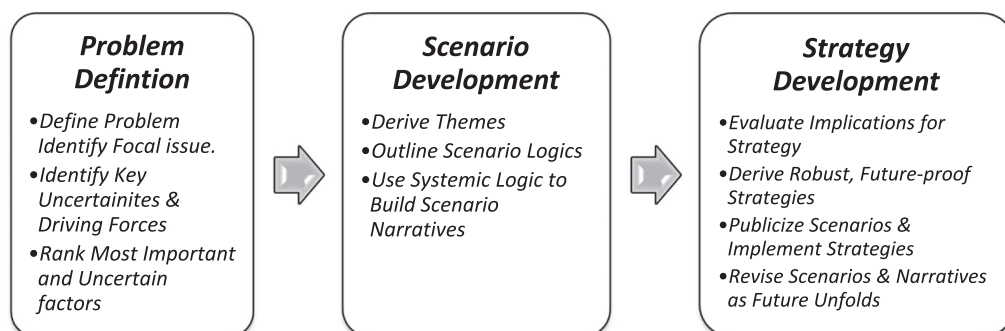 Problem
Defintion
•Define Problem
Identify Focal issue.
•Identify Key
Uncertainites &
Driving Forces
•Rank Most Important
and Uncertain
factors
Scenario
Development
•Derive Themes
•Outline Scenario Logics
•Use Systemic Logic to
Build Scenario
Narratives
Strategy
Development
•Evaluate Implications for
Strategy
•Derive Robust, Future-proof
Strategies
•Publicize Scenarios &
Implement Strategies
•Revise Scenarios & Narratives
as Future Unfolds